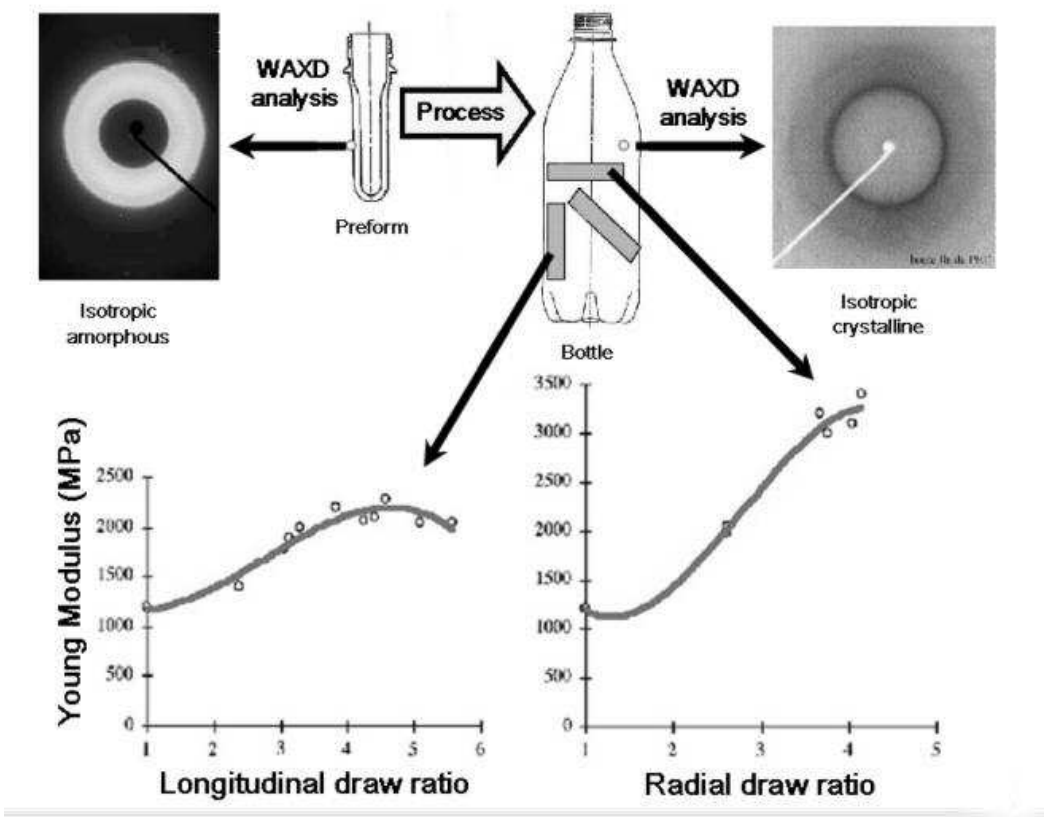 WAXD
analysis
Process
WAXD
analysis
Preform
Isotropic
amorphous
Bottle
Isotropic
crystalline
Young Modulus (MPa)
2500
2000
1500
1000
500
0
1 2 3 4 5 6
Longitudinal draw ratio
3500
3000
2500
2000
1500
1000
500
0
1 2 3 4 5
Radial draw ratio